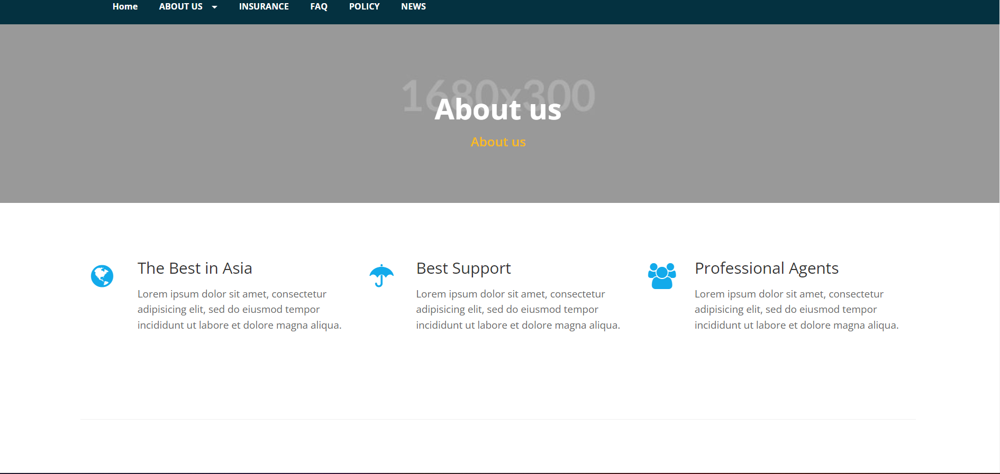 Home ABOUT US INSURANCE FAQ POLICY NEWS
1680x300
About us
About us
The Best in Asia
Lorem ipsum dolor sit amet, consectetur
adipisicing elit, sed do eiusmod tempor
incididunt ut labore et dolore magna aliqua.
Best Support
Lorem ipsum dolor sit amet, consectetur
adipisicing elit, sed do eiusmod tempor
incididunt ut labore et dolore magna aliqua.
Professional Agents
Lorem ipsum dolor sit amet, consectetur
adipisicing elit, sed do eiusmod tempor
incididunt ut labore et dolore magna aliqua.